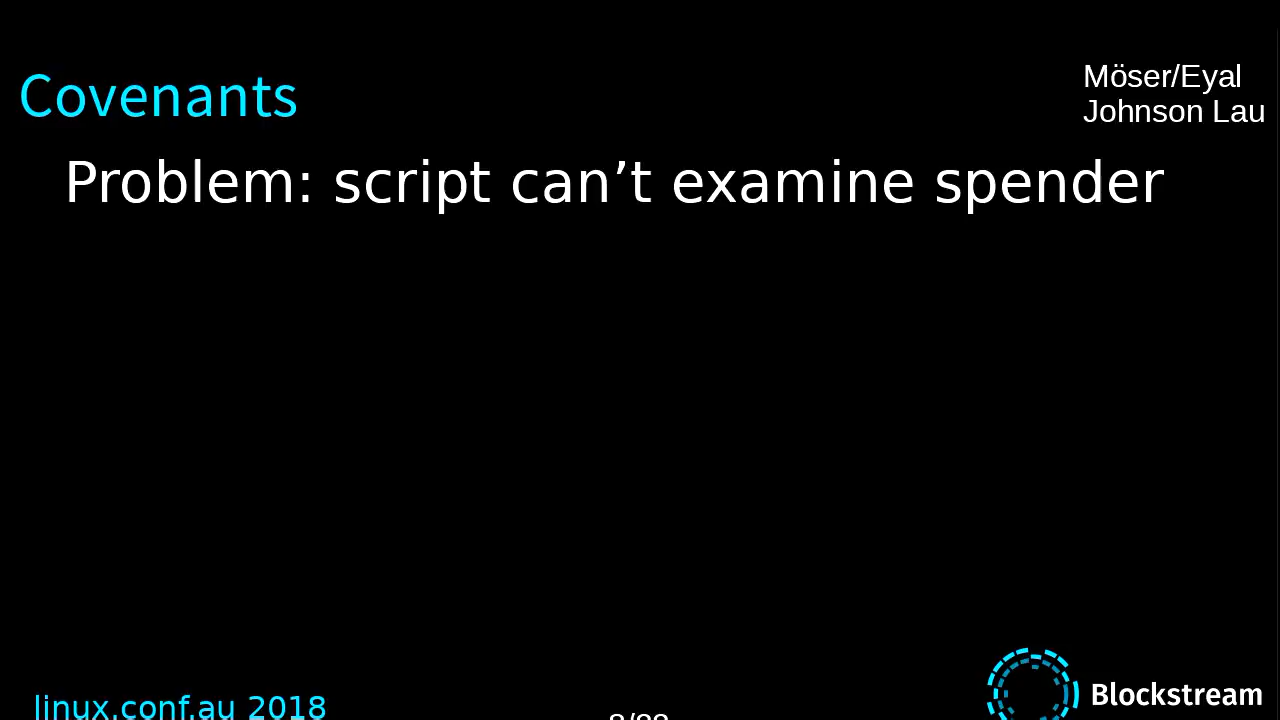 Covenants
Möser/Eyal
Johnson Lau
Problem: script can’t examine spender
linux.conf.au 2018
Blockstream